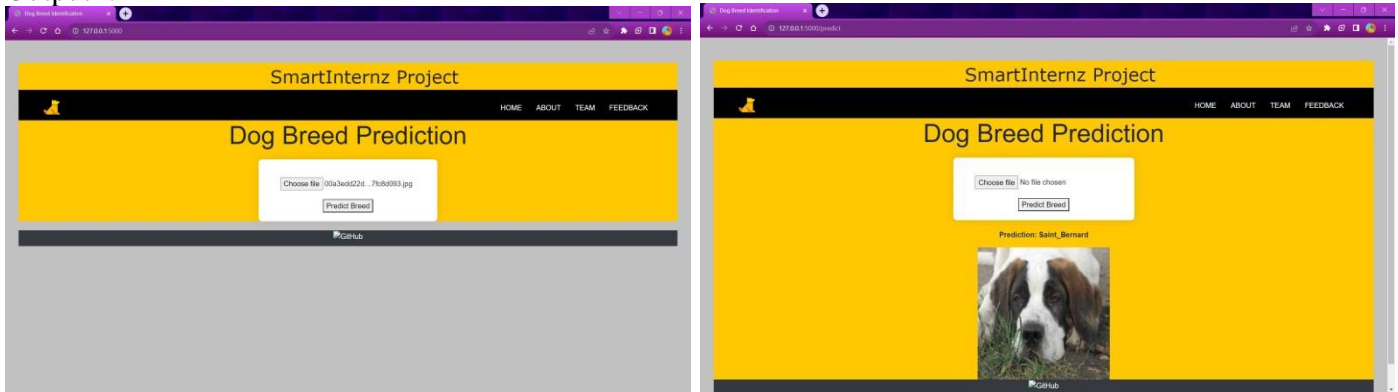 Dog Breed Identification
127.0.0.1:5000
SmartInternz Project
HOME ABOUT TEAM FEEDBACK
Dog Breed Prediction
Choose file 00a3edd22d...7fc8d093.jpg
Predict Breed
GitHub
Dog Breed Identification
127.0.0.1:5000/predict
SmartInternz Project
HOME ABOUT TEAM FEEDBACK
Dog Breed Prediction
Choose file No file chosen
Predict Breed
Prediction: Saint_Bernard
GitHub